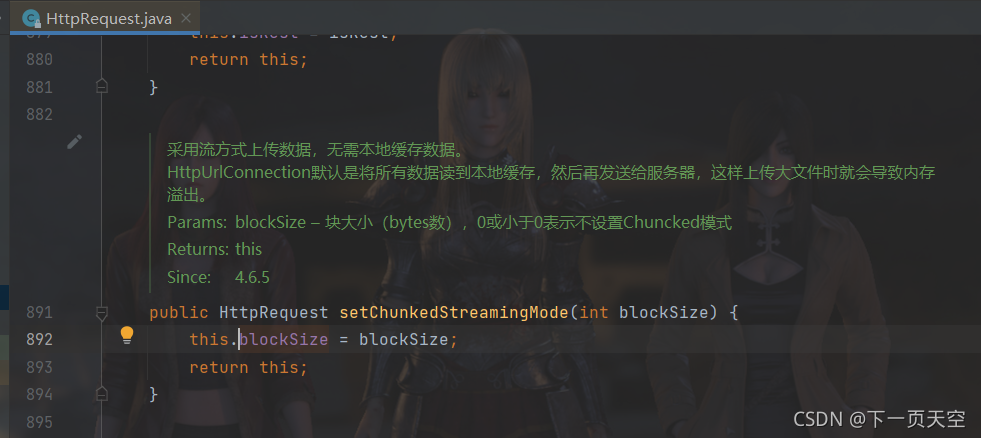 HttpRequest.java
879 this.isRest = isRest;
880 return this;
881 }
882
采用流方式上传数据，无需本地缓存数据。
HttpUrlConnection默认是将所有数据读到本地缓存，然后再发送给服务器，这样上传大文件时就会导致内存
溢出。
Params: blockSize – 块大小（bytes数），0或小于0表示不设置Chuncked模式
Returns: this
Since: 4.6.5
891 public HttpRequest setChunkedStreamingMode(int blockSize) {
892 this.blockSize = blockSize;
893 return this;
894 }
895
CSDN @下一页天空